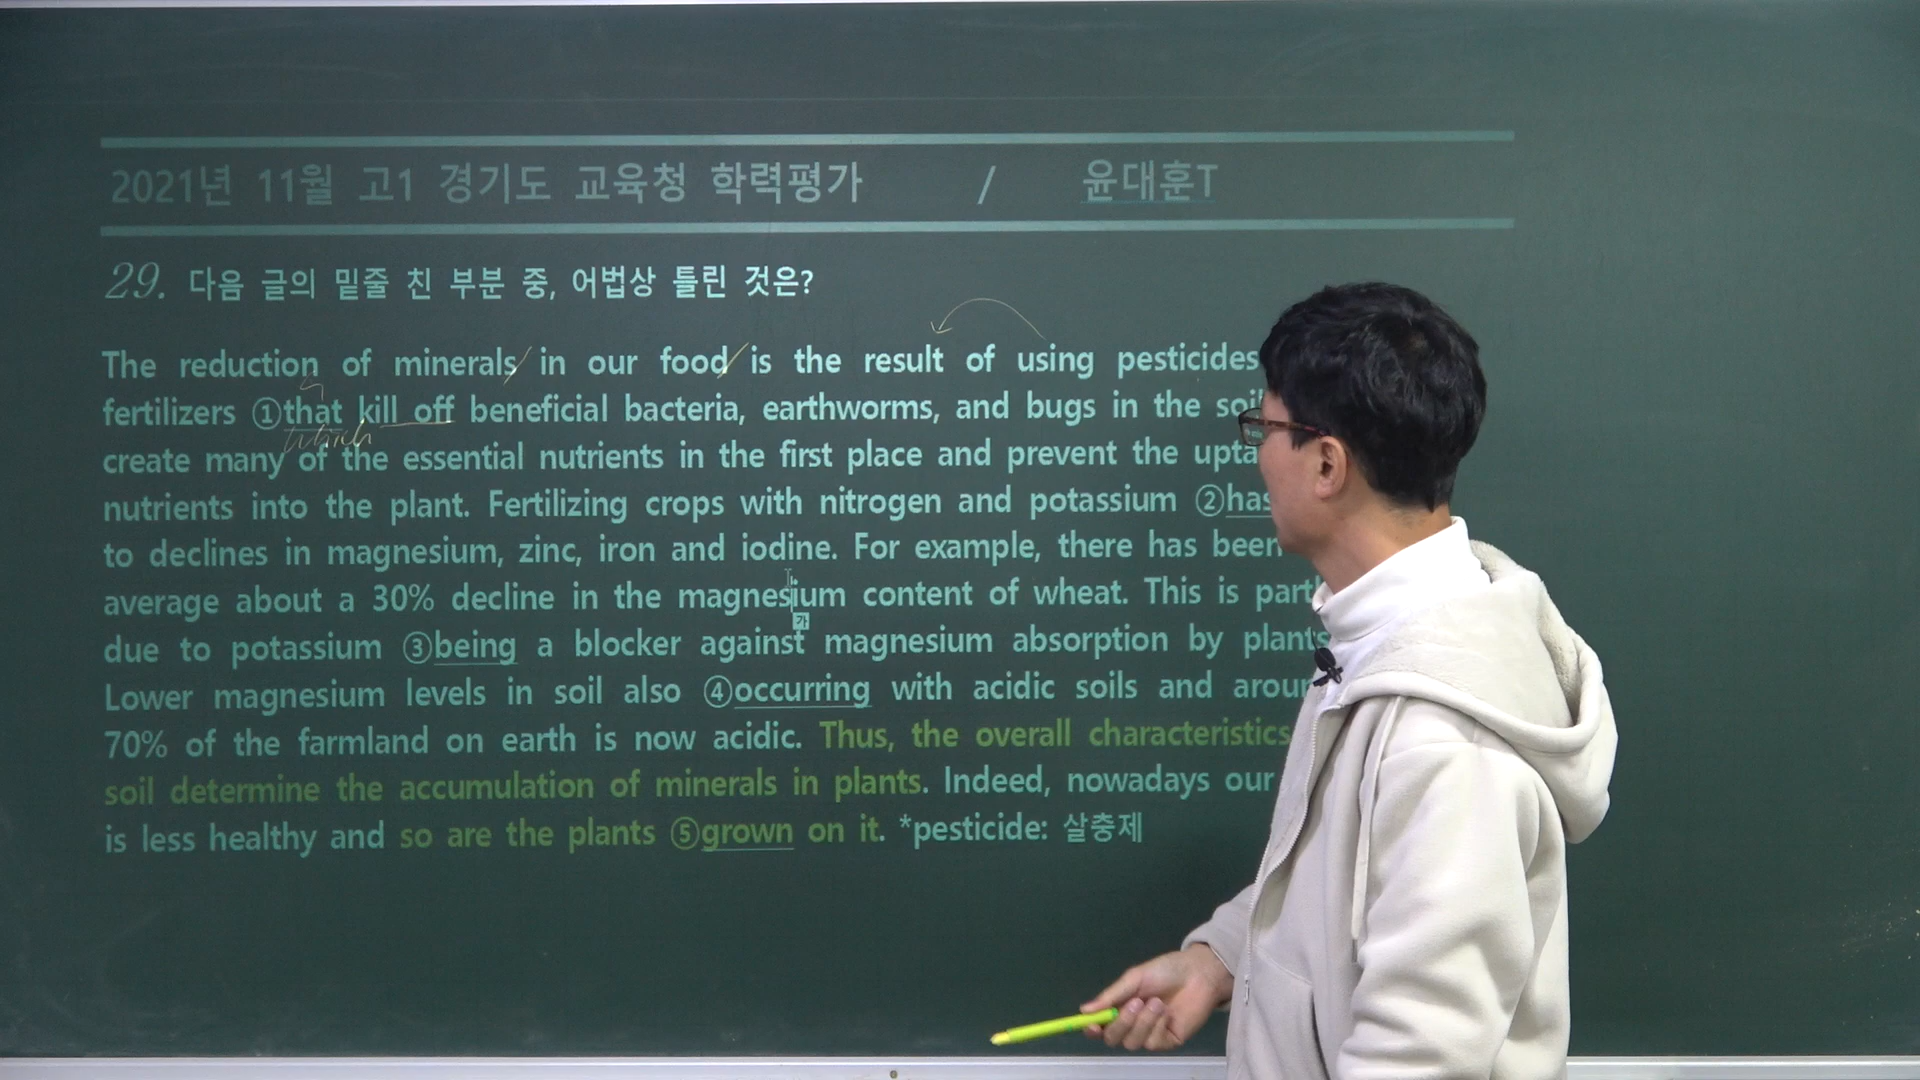 2021년 11월 고1 경기도 교육청 학력평가 / 윤대훈T
29. 다음 글의 밑줄 친 부분 중, 어법상 틀린 것은?
The reduction of minerals in our food is the result of using pesticides
fertilizers ①that kill off beneficial bacteria, earthworms, and bugs in the soil
which
create many of the essential nutrients in the first place and prevent the
nutrients into the plant. Fertilizing crops with nitrogen and potassium ②has
to declines in magnesium, zinc, iron and iodine. For example, there has been
average about a 30% decline in the magnesium content of wheat. This is
due to potassium ③being a blocker against magnesium absorption by plants
가
Lower magnesium levels in soil also ④occurring with acidic soils and
70% of the farmland on earth is now acidic. Thus, the overall characteristics
soil determine the accumulation of minerals in plants. Indeed, nowadays our
is less healthy and so are the plants ⑤grown on it. *pesticide: 살충제